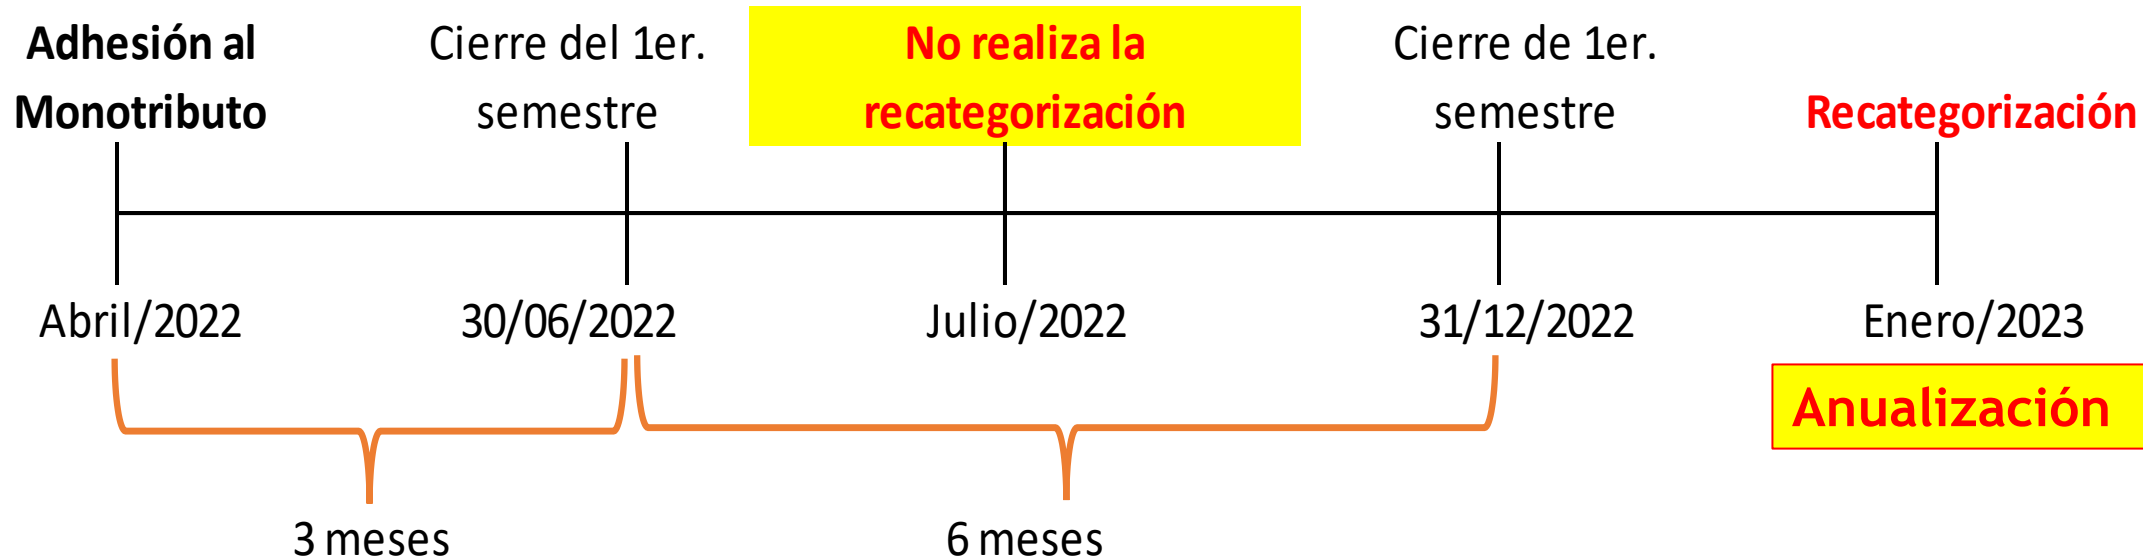 Adhesión al
Monotributo
Cierre del 1er.
semestre
No realiza la
recategorización
Cierre de 1er.
semestre
Recategorización
Abril/2022
30/06/2022
Julio/2022
31/12/2022
Enero/2023
Anualización
3 meses
6 meses